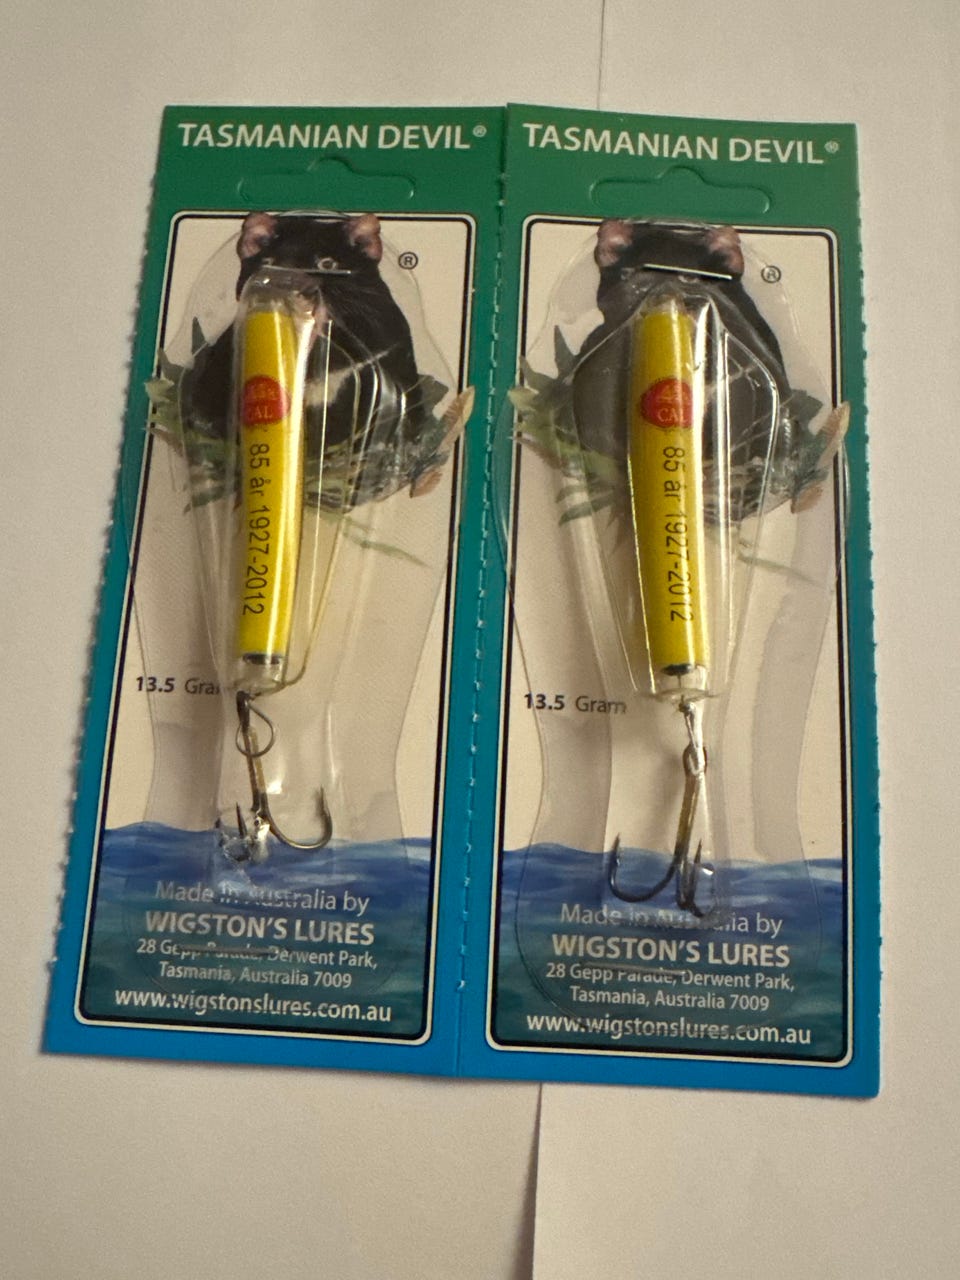 TASMANIAN DEVIL®
®
CAL
85 år 1927-2012
13.5 Gram
Made in Australia by
WIGSTON'S LURES
28 Gepp Parade, Derwent Park,
Tasmania, Australia 7009
www.wigstonslures.com.au
TASMANIAN DEVIL®
®
CAL
85 år 1927-2012
13.5 Gram
Made in Australia by
WIGSTON'S LURES
28 Gepp Parade, Derwent Park,
Tasmania, Australia 7009
www.wigstonslures.com.au